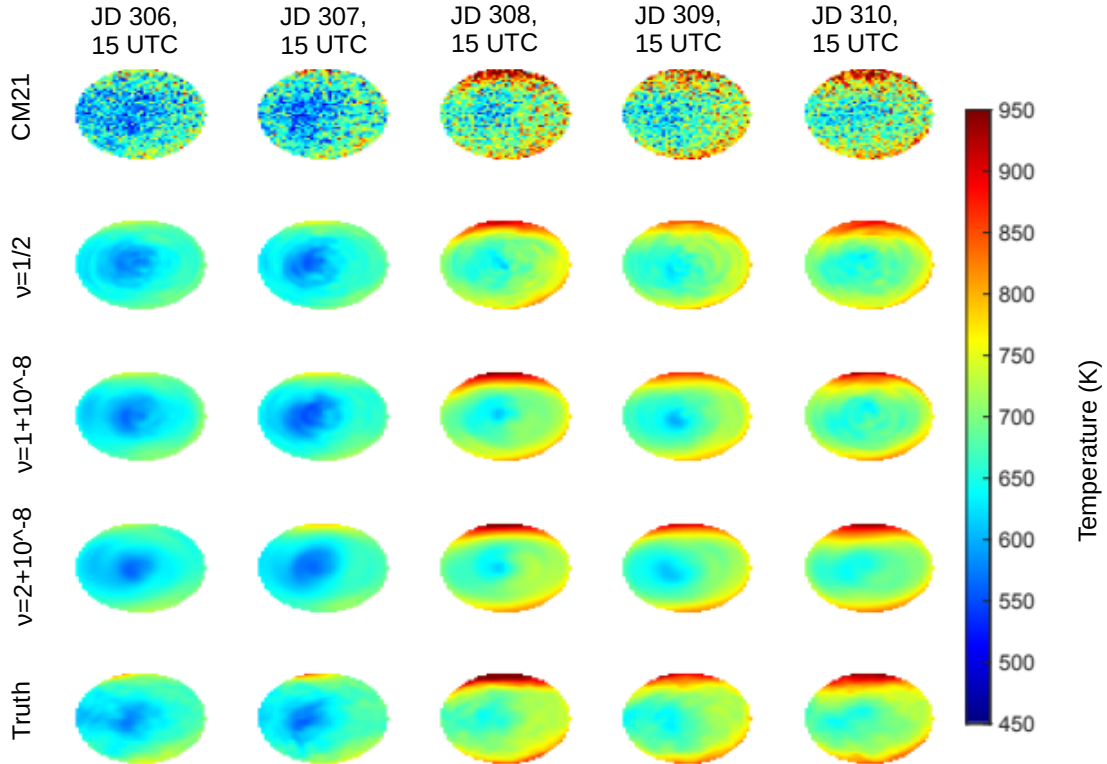 JD 306,
15 UTC
JD 307,
15 UTC
JD 308,
15 UTC
JD 309,
15 UTC
JD 310,
15 UTC
CM21
ν=1/2
ν=1+10^-8
ν=2+10^-8
Truth
950
900
850
800
750
700
650
600
550
500
450
Temperature (K)